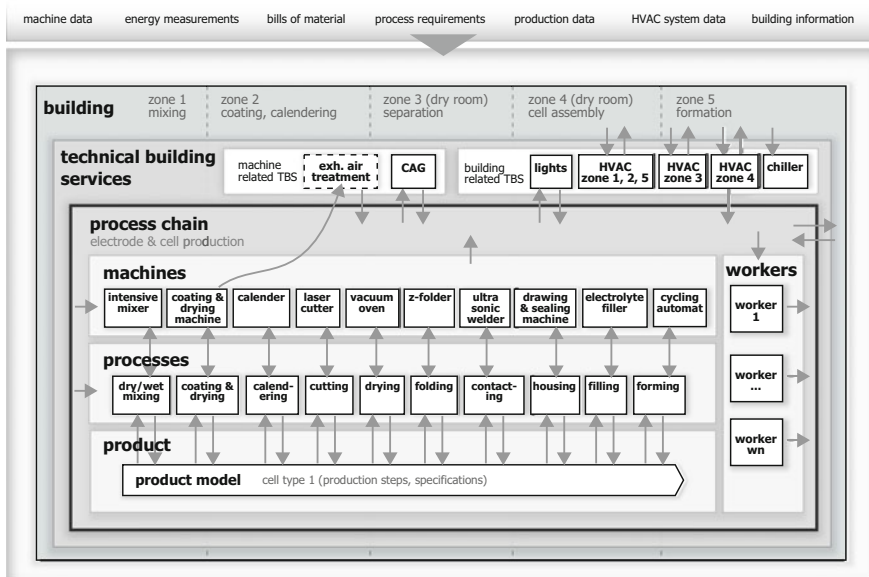 machine data energy measurements bills of material process requirements production data HVAC system data building information
building
zone 1
mixing
zone 2
coating, calendering
zone 3 (dry room)
separation
zone 4 (dry room)
cell assembly
zone 5
formation
technical building
services
machine
related TBS
exh. air
treatment
CAG
building
related TBS
lights
HVAC
zone 1, 2, 5
HVAC
zone 3
HVAC
zone 4
chiller
process chain
electrode & cell production
machines
intensive
mixer
coating &
drying
machine
calender
laser
cutter
vacuum
oven
z-folder
ultra
sonic
welder
drawing
& sealing
machine
electrolyte
filler
cycling
automat
workers
worker
1
worker
...
worker
wn
processes
dry/wet
mixing
coating &
drying
calend-
ering
cutting
drying
folding
contact-
ing
housing
filling
forming
product
product model cell type 1 (production steps, specifications)